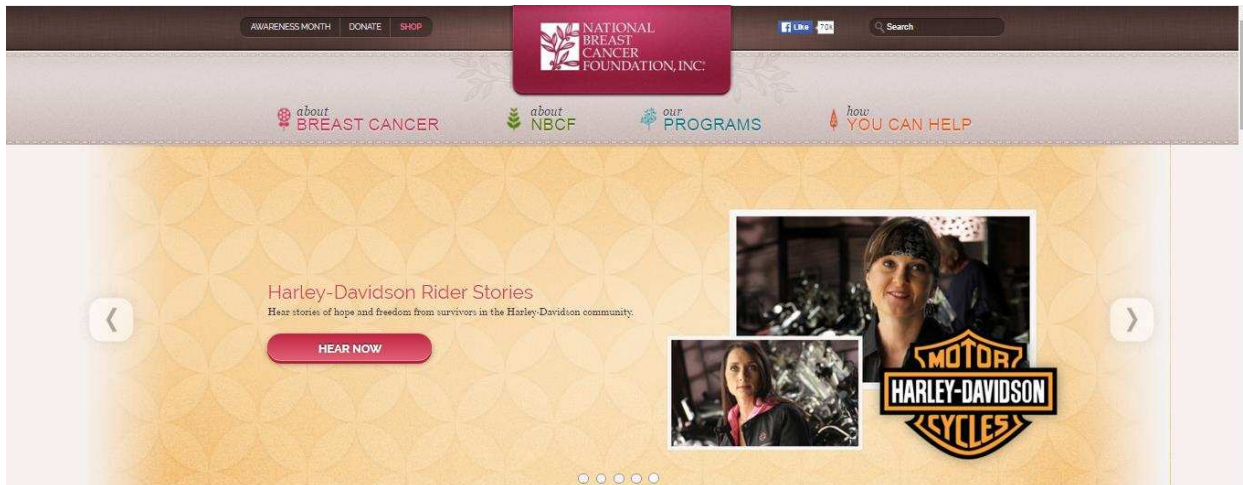 AWARENESS MONTH DONATE SHOP
NATIONAL
BREAST
CANCER
FOUNDATION, INC.®
Like 70k
Search
about
BREAST CANCER
about
NBCF
our
PROGRAMS
how
YOU CAN HELP
Harley-Davidson Rider Stories
Hear stories of hope and freedom from survivors in the Harley-Davidson community.
HEAR NOW
MOTOR
HARLEY-DAVIDSON
CYCLES